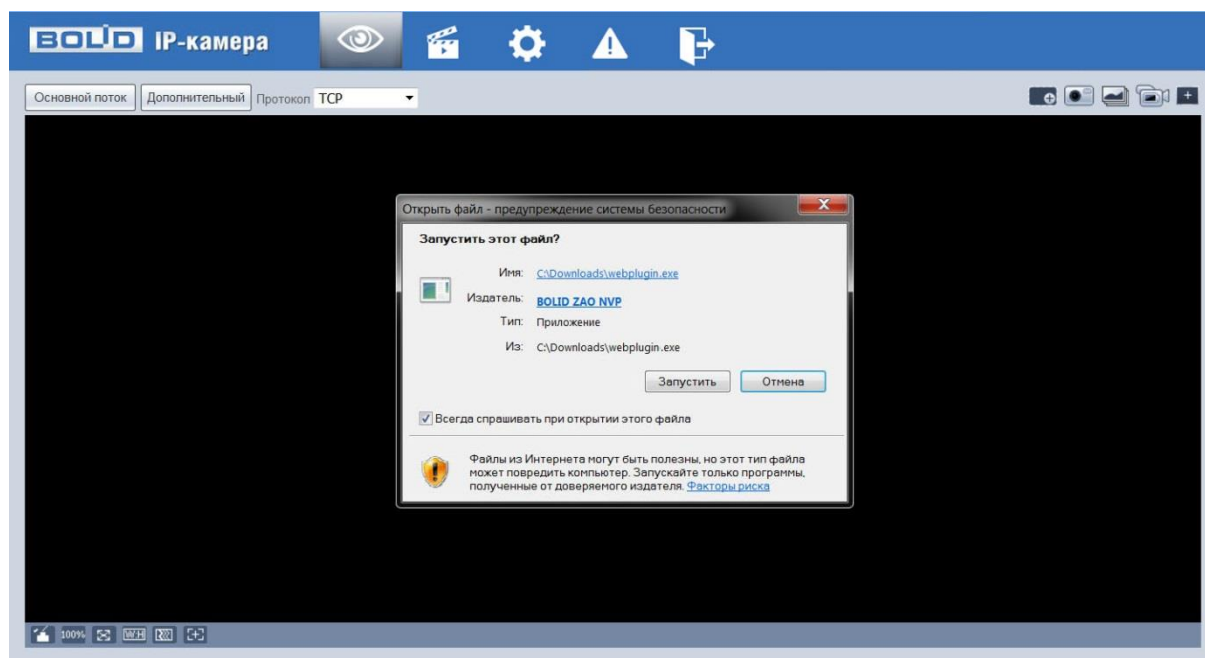 BOLID IP-камера
Основной поток Дополнительный Протокол TCP
Открыть файл - предупреждение системы безопасности
Запустить этот файл?
Имя: C:\Downloads\webplugin.exe
Издатель: BOLID ZAO NVP
Тип: Приложение
Из: C:\Downloads\webplugin.exe
Запустить Отмена
Всегда спрашивать при открытии этого файла
Файлы из Интернета могут быть полезны, но этот тип файла
может повредить компьютер. Запускайте только программы,
полученные от доверяемого издателя. Факторы риска
100% W:H